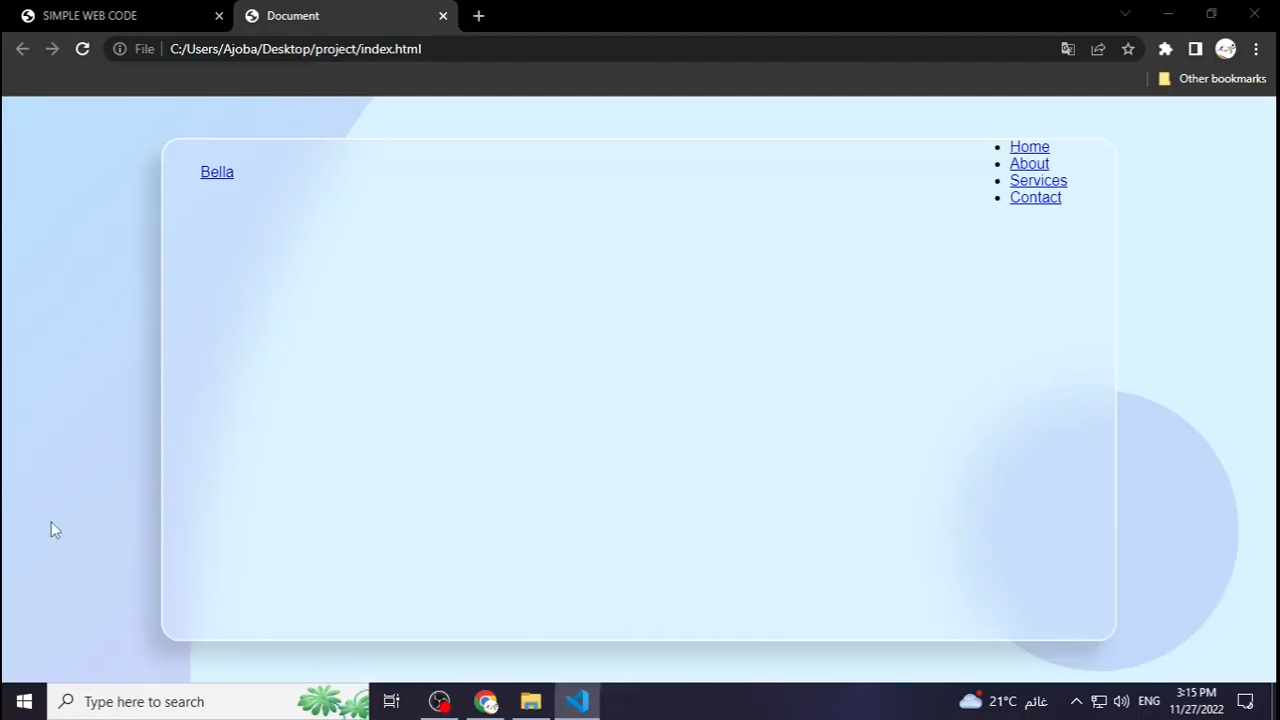 SIMPLE WEB CODE
Document
File
C:/Users/Ajoba/Desktop/project/index.html
Other bookmarks
Bella
Home
About
Services
Contact
Type here to search
21°C غائم
ENG
3:15 PM
11/27/2022